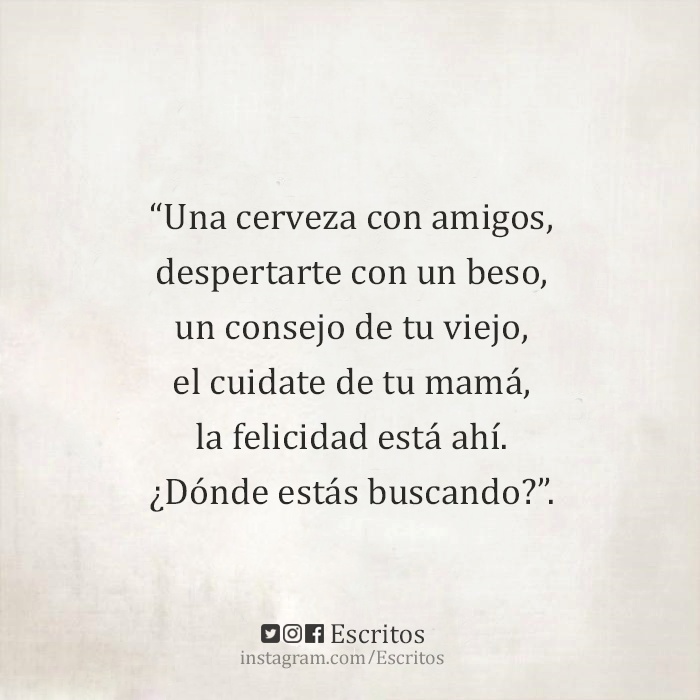 “Una cerveza con amigos,
despertarte con un beso,
un consejo de tu viejo,
el cuidate de tu mamá,
la felicidad está ahí.
¿Dónde estás buscando?”.
Escritos
instagram.com/Escritos